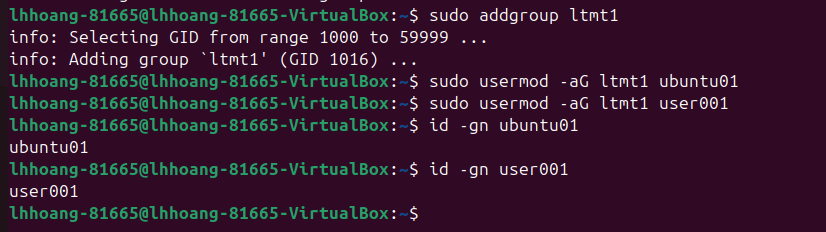 lhhoang-81665@lhhoang-81665-VirtualBox:~$ sudo addgroup ltmt1
info: Selecting GID from range 1000 to 59999 ...
info: Adding group `ltmt1' (GID 1016) ...
lhhoang-81665@lhhoang-81665-VirtualBox:~$ sudo usermod -aG ltmt1 ubuntu01
lhhoang-81665@lhhoang-81665-VirtualBox:~$ sudo usermod -aG ltmt1 user001
lhhoang-81665@lhhoang-81665-VirtualBox:~$ id -gn ubuntu01
ubuntu01
lhhoang-81665@lhhoang-81665-VirtualBox:~$ id -gn user001
user001
lhhoang-81665@lhhoang-81665-VirtualBox:~$